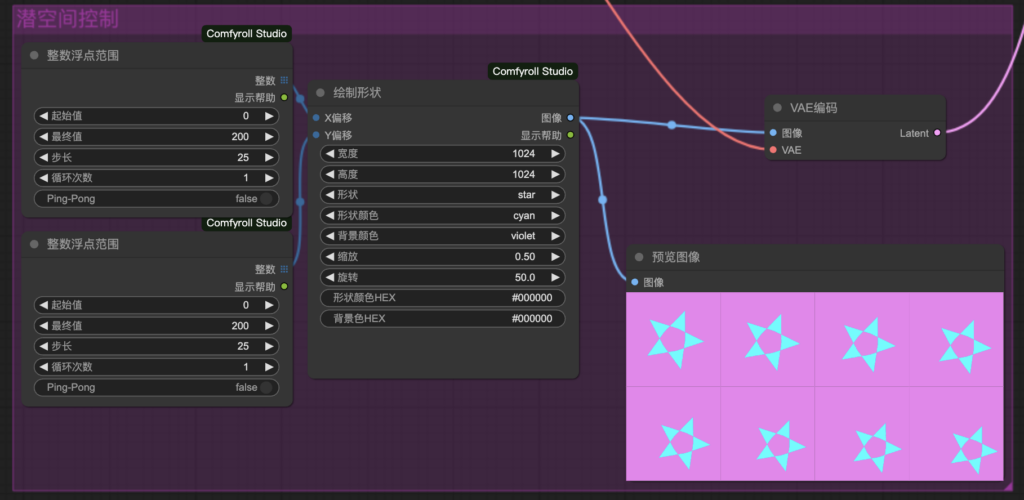 潜空间控制
Comfyroll Studio
整数浮点范围
整数
显示帮助
起始值 0
最终值 200
步长 25
循环次数 1
Ping-Pong false
Comfyroll Studio
整数浮点范围
整数
显示帮助
起始值 0
最终值 200
步长 25
循环次数 1
Ping-Pong false
Comfyroll Studio
绘制形状
X偏移 图像
Y偏移 显示帮助
宽度 1024
高度 1024
形状 star
形状颜色 cyan
背景颜色 violet
缩放 0.50
旋转 50.0
形状颜色HEX #000000
背景色HEX #000000
VAE编码
图像 Latent
VAE
预览图像
图像